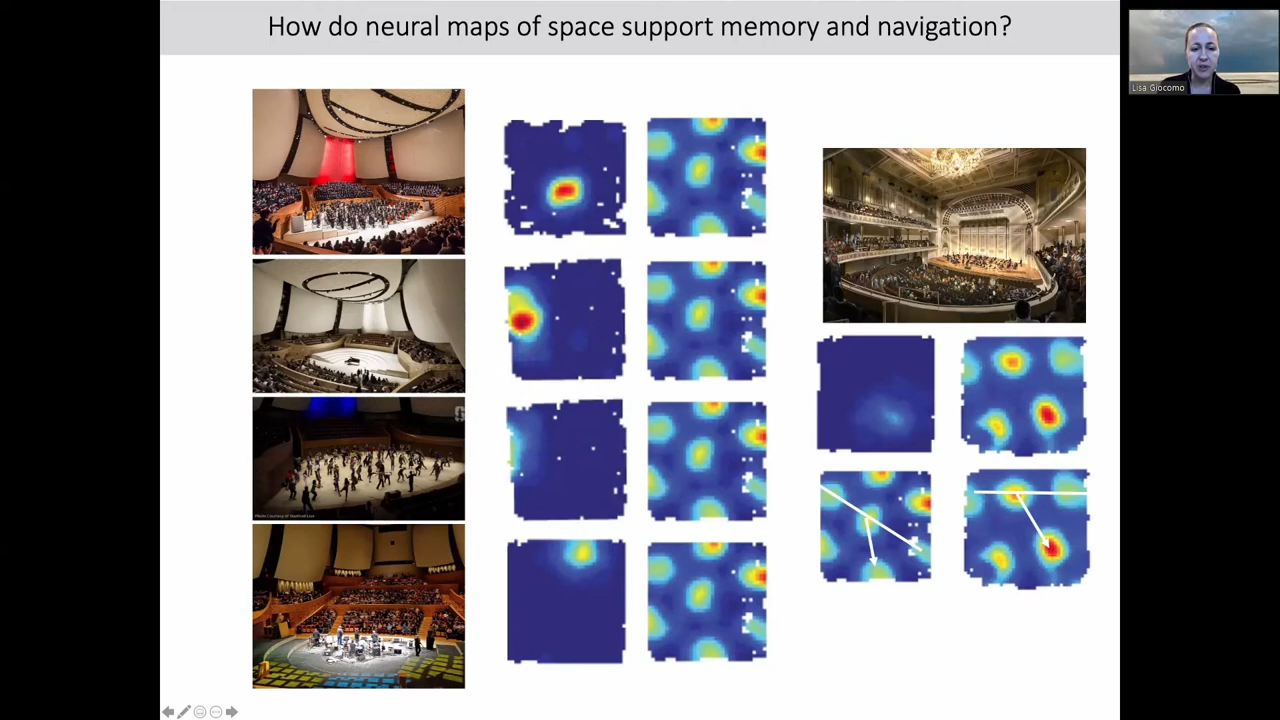 How do neural maps of space support memory and navigation?
Lisa Giocomo